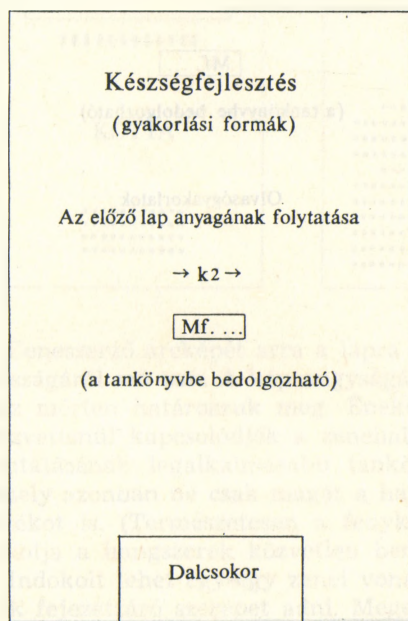 Készségfejlesztés
(gyakorlási formák)
Az előző lap anyagának folytatása
→ k2 →
Mf. ...
(a tankönyvbe bedolgozható)
Dalcsokor